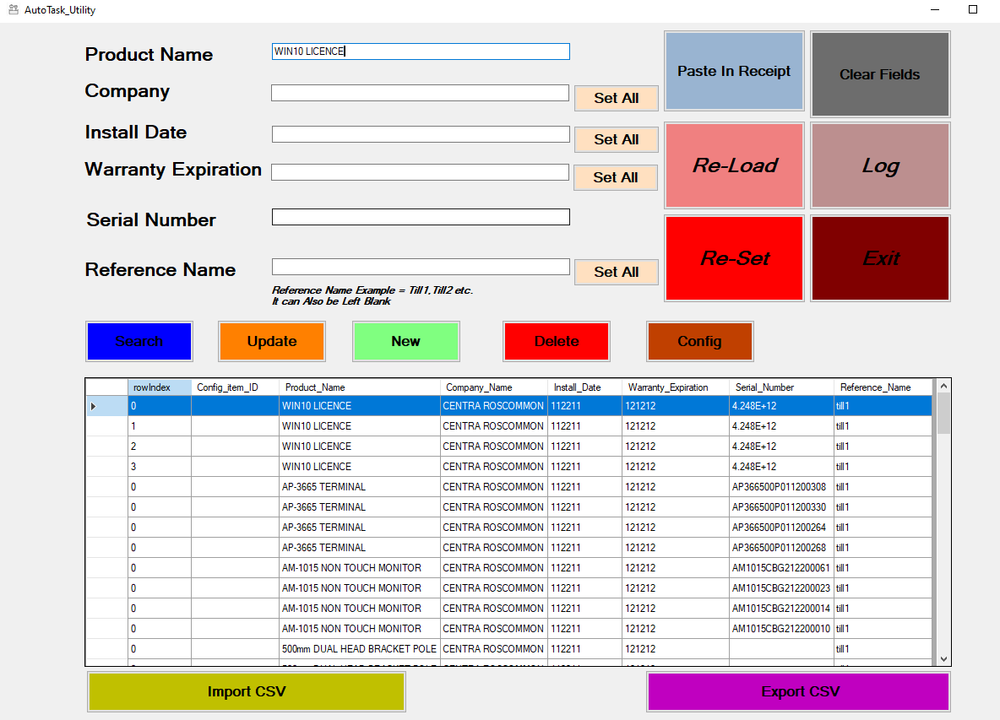 AutoTask_Utility
Product Name WIN10 LICENCE
Paste In Receipt Clear Fields
Company Set All
Install Date Set All
Warranty Expiration Set All
Re-Load Log
Serial Number
Reference Name Set All
Re-Set Exit
Reference Name Example = Till1,Till2 etc.
It can Also be Left Blank
Search Update New Delete Config
rowIndex Config_item_ID Product_Name Company_Name Install_Date Warranty_Expiration Serial_Number Reference_Name
0 WIN10 LICENCE CENTRA ROSCOMMON 112211 121212 4.248E+12 till1
1 WIN10 LICENCE CENTRA ROSCOMMON 112211 121212 4.248E+12 till1
2 WIN10 LICENCE CENTRA ROSCOMMON 112211 121212 4.248E+12 till1
3 WIN10 LICENCE CENTRA ROSCOMMON 112211 121212 4.248E+12 till1
0 AP-3665 TERMINAL CENTRA ROSCOMMON 112211 121212 AP366500P011200308 till1
0 AP-3665 TERMINAL CENTRA ROSCOMMON 112211 121212 AP366500P011200330 till1
0 AP-3665 TERMINAL CENTRA ROSCOMMON 112211 121212 AP366500P011200264 till1
0 AP-3665 TERMINAL CENTRA ROSCOMMON 112211 121212 AP366500P011200268 till1
0 AM-1015 NON TOUCH MONITOR CENTRA ROSCOMMON 112211 121212 AM1015CBG212200061 till1
0 AM-1015 NON TOUCH MONITOR CENTRA ROSCOMMON 112211 121212 AM1015CBG212200023 till1
0 AM-1015 NON TOUCH MONITOR CENTRA ROSCOMMON 112211 121212 AM1015CBG212200014 till1
0 AM-1015 NON TOUCH MONITOR CENTRA ROSCOMMON 112211 121212 AM1015CBG212200010 till1
0 500mm DUAL HEAD BRACKET POLE CENTRA ROSCOMMON 112211 121212 till1
Import CSV Export CSV